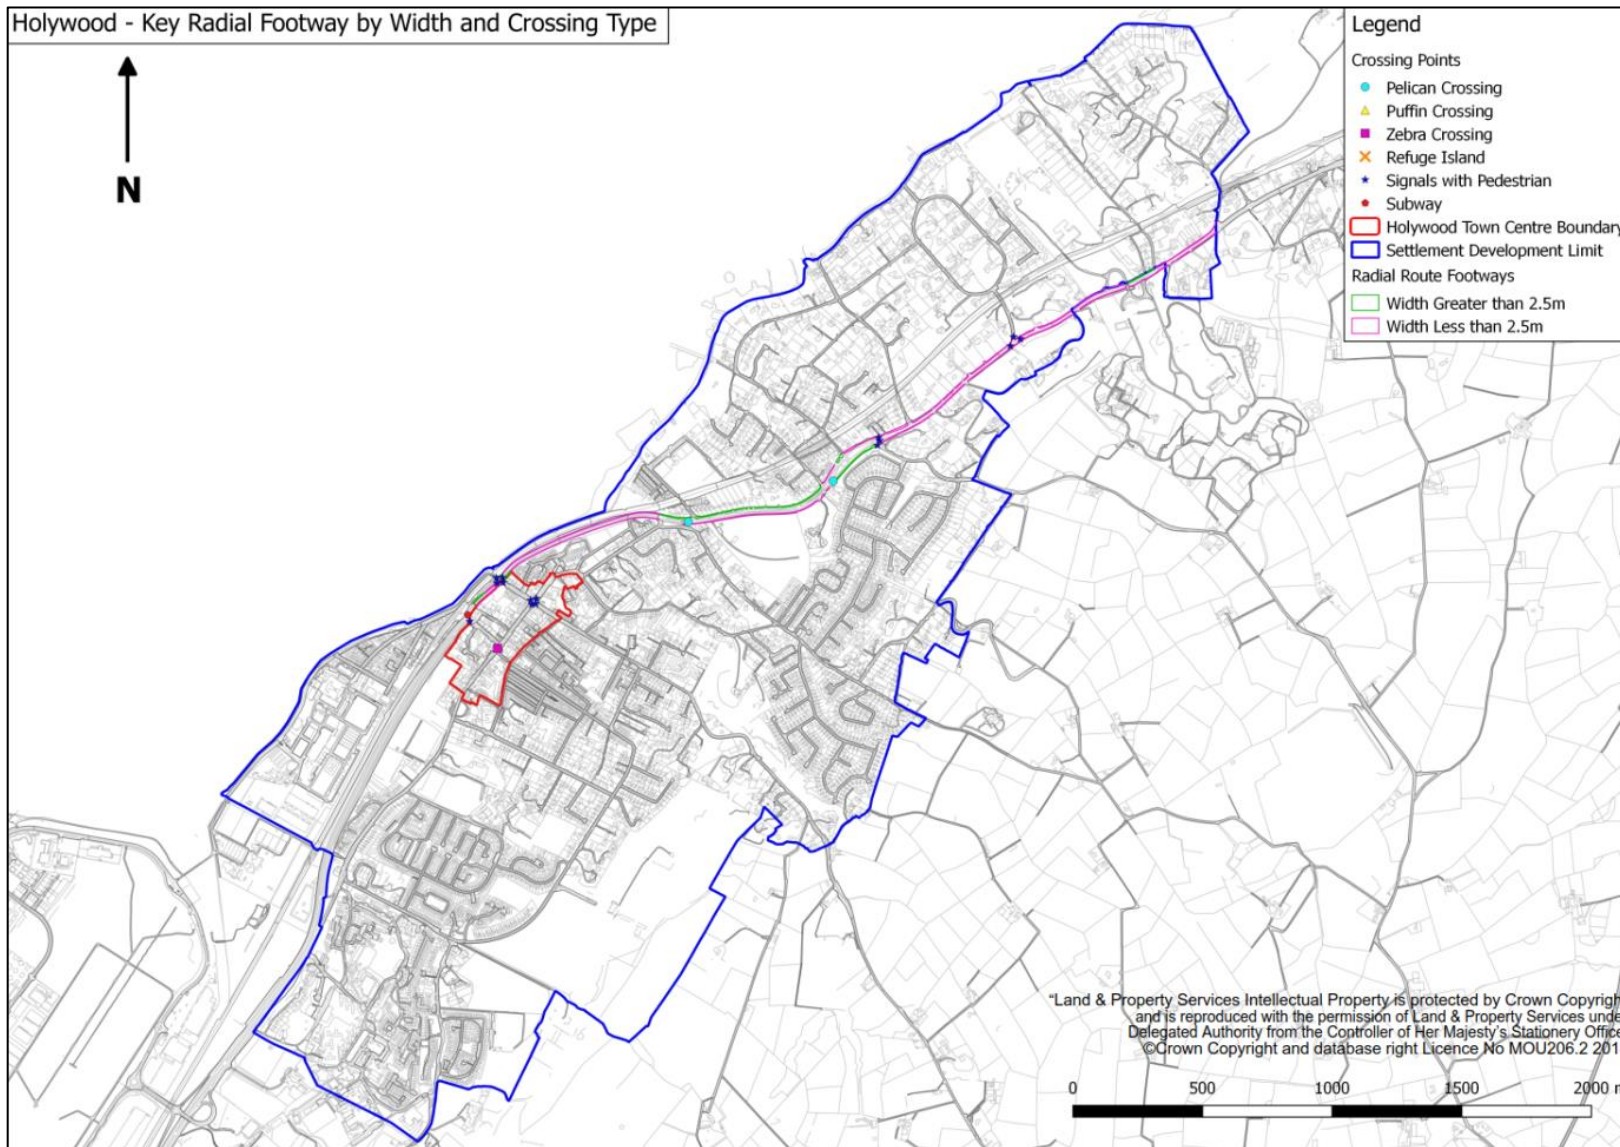 Holywood - Key Radial Footway by Width and Crossing Type
N
Legend
Crossing Points
Pelican Crossing
Puffin Crossing
Zebra Crossing
Refuge Island
Signals with Pedestrian
Subway
Holywood Town Centre Boundary
Settlement Development Limit
Radial Route Footways
Width Greater than 2.5m
Width Less than 2.5m
“Land & Property Services Intellectual Property is protected by Crown Copyrigh
and is reproduced with the permission of Land & Property Services unde
Delegated Authority from the Controller of Her Majesty's Stationery Office
©Crown Copyright and database right Licence No MOU206.2 201
0 500 1000 1500 2000 m